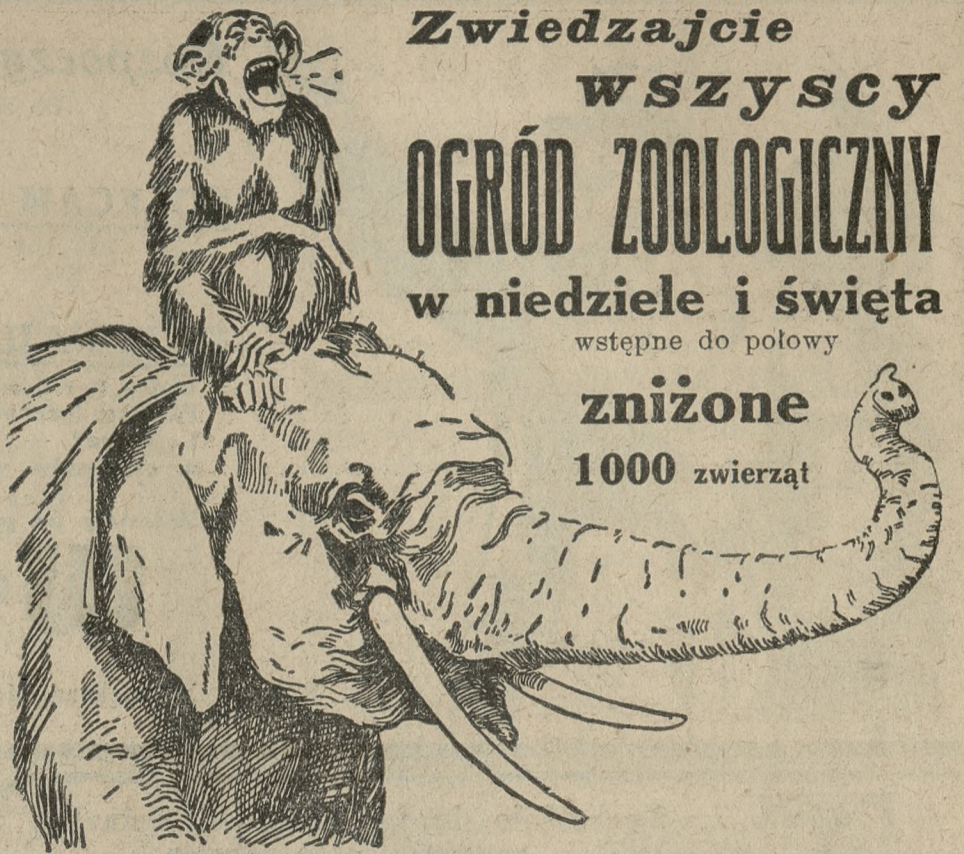 Zwiedzajcie
wszyscy
OGRÓD ZOOLOGICZNY
w niedziele i święta
wstępne do połowy
zniżone
1000 zwierząt